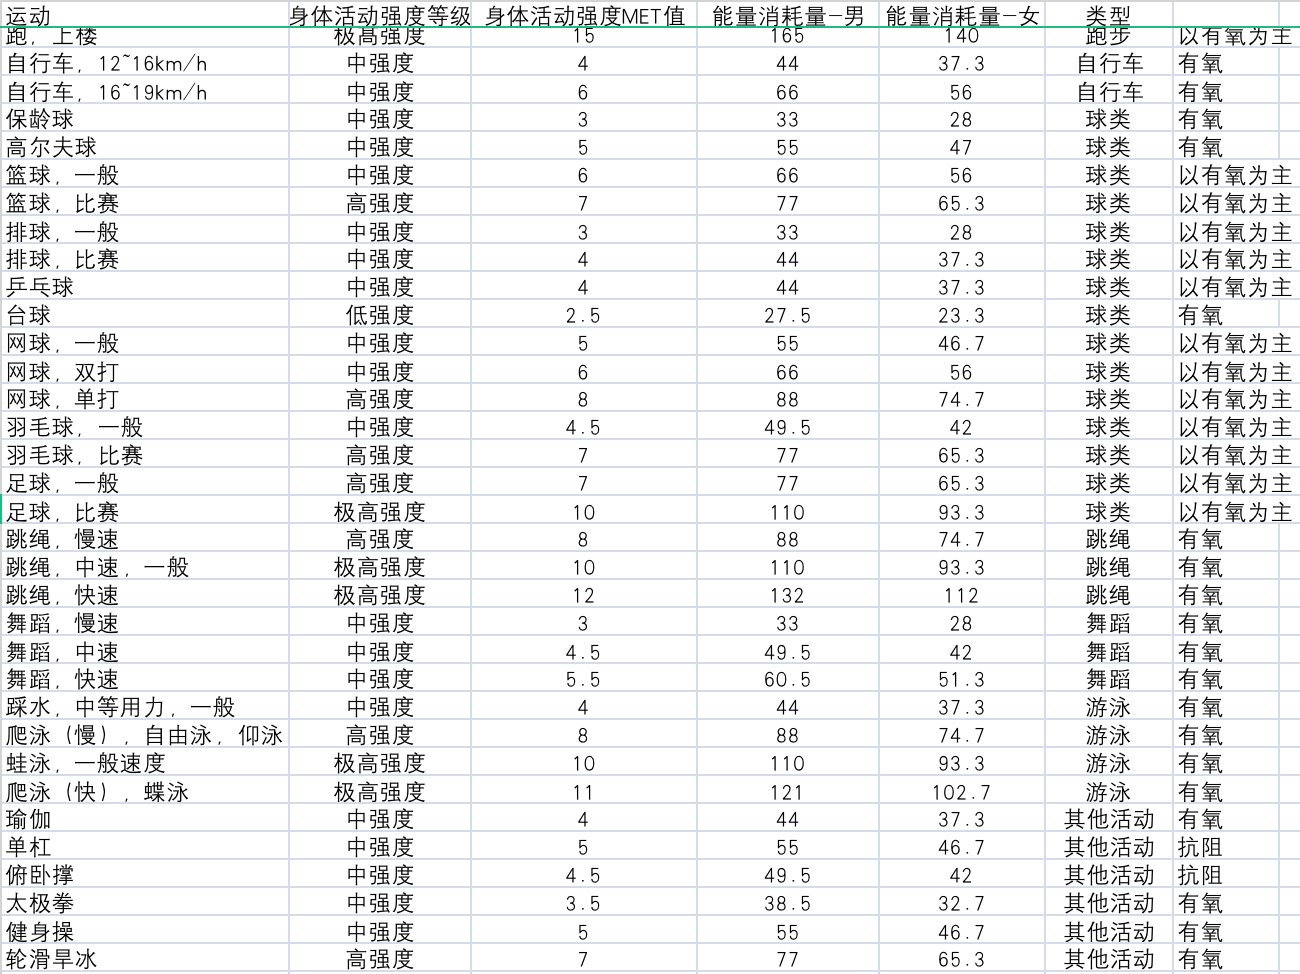 运动 身体活动强度等级 身体活动强度MET值 能量消耗量-男 能量消耗量-女 类型
跑，上楼 极高强度 15 165 140 跑步 以有氧为主
自行车，12~16km/h 中强度 4 44 37.3 自行车 有氧
自行车，16~19km/h 中强度 6 66 56 自行车 有氧
保龄球 中强度 3 33 28 球类 有氧
高尔夫球 中强度 5 55 47 球类 有氧
篮球，一般 中强度 6 66 56 球类 以有氧为主
篮球，比赛 高强度 7 77 65.3 球类 以有氧为主
排球，一般 中强度 3 33 28 球类 以有氧为主
排球，比赛 中强度 4 44 37.3 球类 以有氧为主
乒乓球 中强度 4 44 37.3 球类 以有氧为主
台球 低强度 2.5 27.5 23.3 球类 有氧
网球，一般 中强度 5 55 46.7 球类 以有氧为主
网球，双打 中强度 6 66 56 球类 以有氧为主
网球，单打 高强度 8 88 74.7 球类 以有氧为主
羽毛球，一般 中强度 4.5 49.5 42 球类 以有氧为主
羽毛球，比赛 高强度 7 77 65.3 球类 以有氧为主
足球，一般 高强度 7 77 65.3 球类 以有氧为主
足球，比赛 极高强度 10 110 93.3 球类 以有氧为主
跳绳，慢速 高强度 8 88 74.7 跳绳 有氧
跳绳，中速，一般 极高强度 10 110 93.3 跳绳 有氧
跳绳，快速 极高强度 12 132 112 跳绳 有氧
舞蹈，慢速 中强度 3 33 28 舞蹈 有氧
舞蹈，中速 中强度 4.5 49.5 42 舞蹈 有氧
舞蹈，快速 中强度 5.5 60.5 51.3 舞蹈 有氧
踩水，中等用力，一般 中强度 4 44 37.3 游泳 有氧
爬泳（慢），自由泳，仰泳 高强度 8 88 74.7 游泳 有氧
蛙泳，一般速度 极高强度 10 110 93.3 游泳 有氧
爬泳（快），蝶泳 极高强度 11 121 102.7 游泳 有氧
瑜伽 中强度 4 44 37.3 其他活动 有氧
单杠 中强度 5 55 46.7 其他活动 抗阻
俯卧撑 中强度 4.5 49.5 42 其他活动 抗阻
太极拳 中强度 3.5 38.5 32.7 其他活动 有氧
健身操 中强度 5 55 46.7 其他活动 有氧
轮滑旱冰 高强度 7 77 65.3 其他活动 有氧